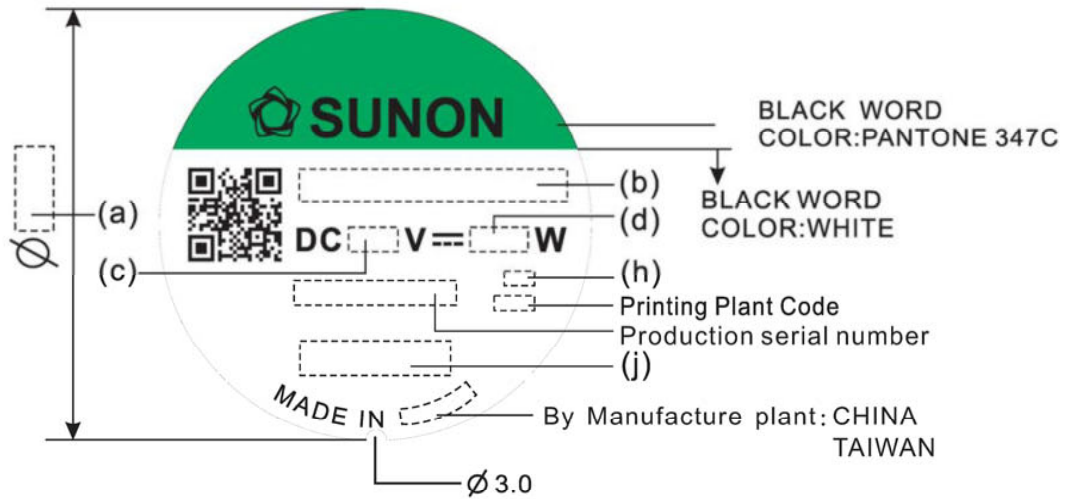 SUNON
BLACK WORD
COLOR:PANTONE 347C
(b)
BLACK WORD
COLOR:WHITE
(a)
(d)
DC V W
(c)
(h)
Printing Plant Code
Production serial number
(j)
MADE IN
By Manufacture plant: CHINA
TAIWAN
Ø
Ø 3.0